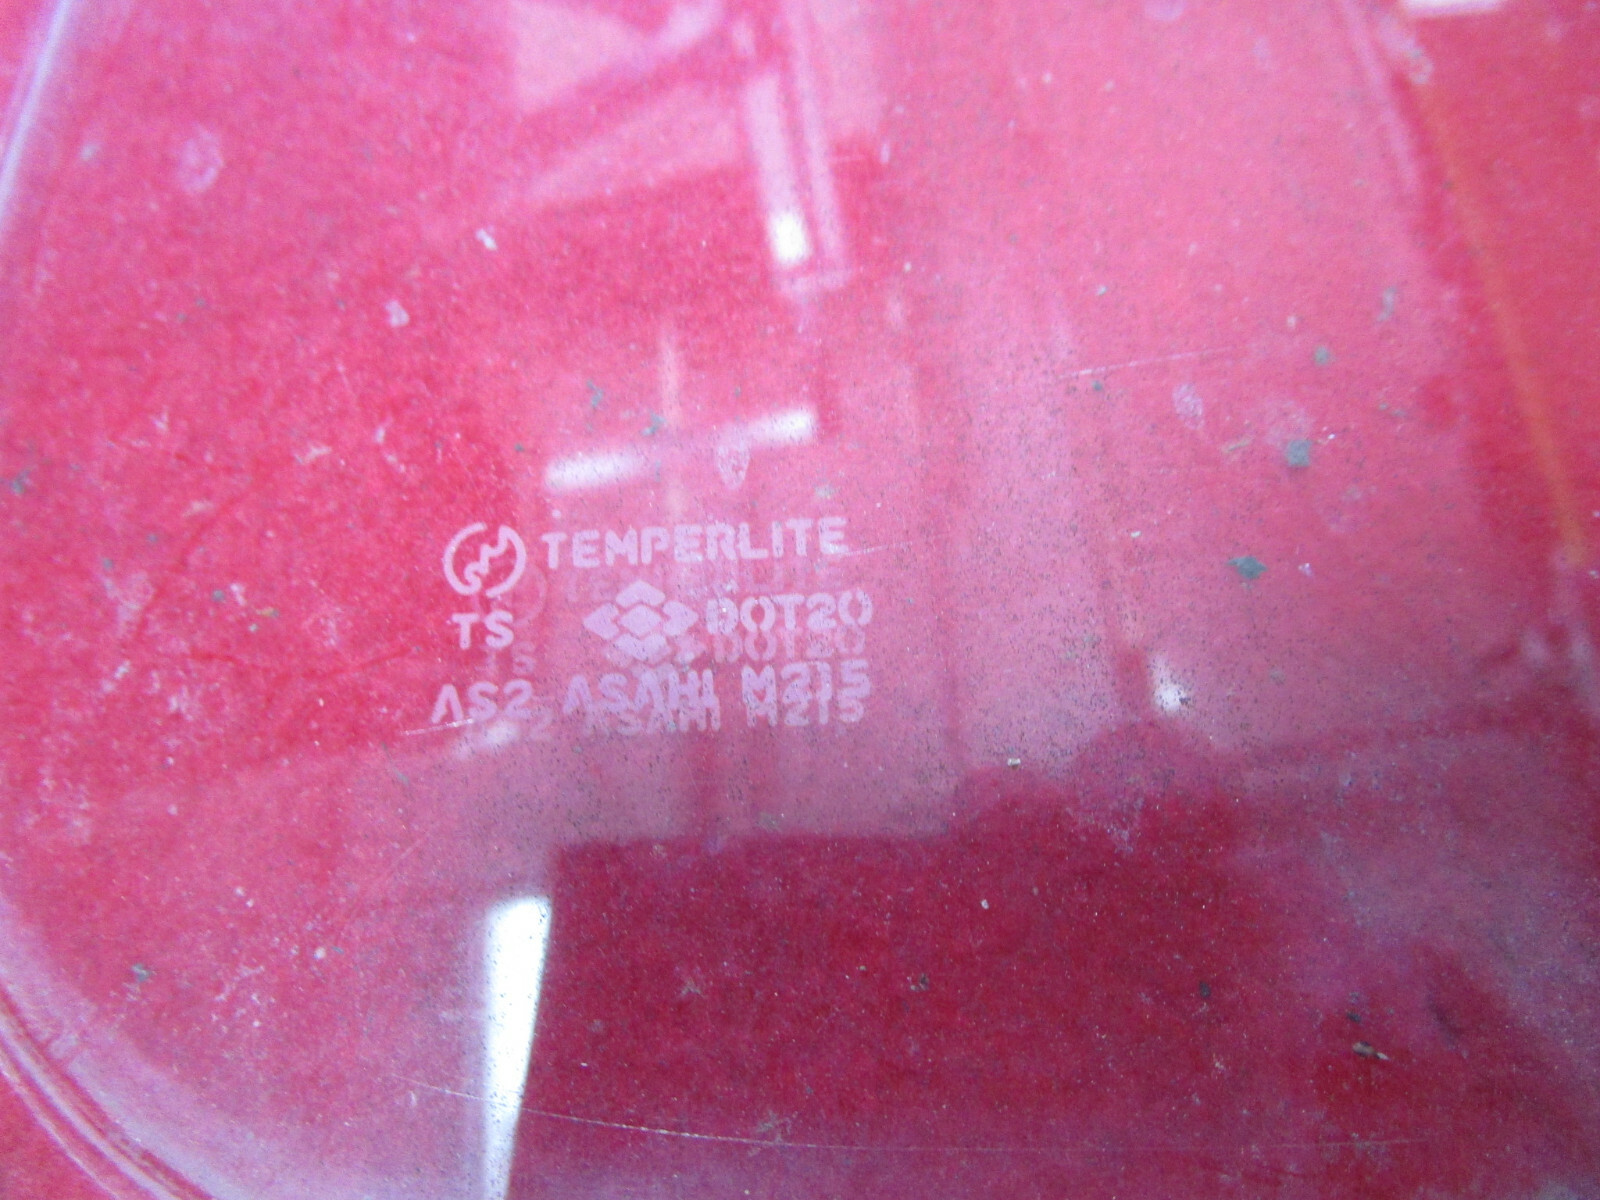 TEMPERLITE
TS DOT20
AS2 ASAHI M215